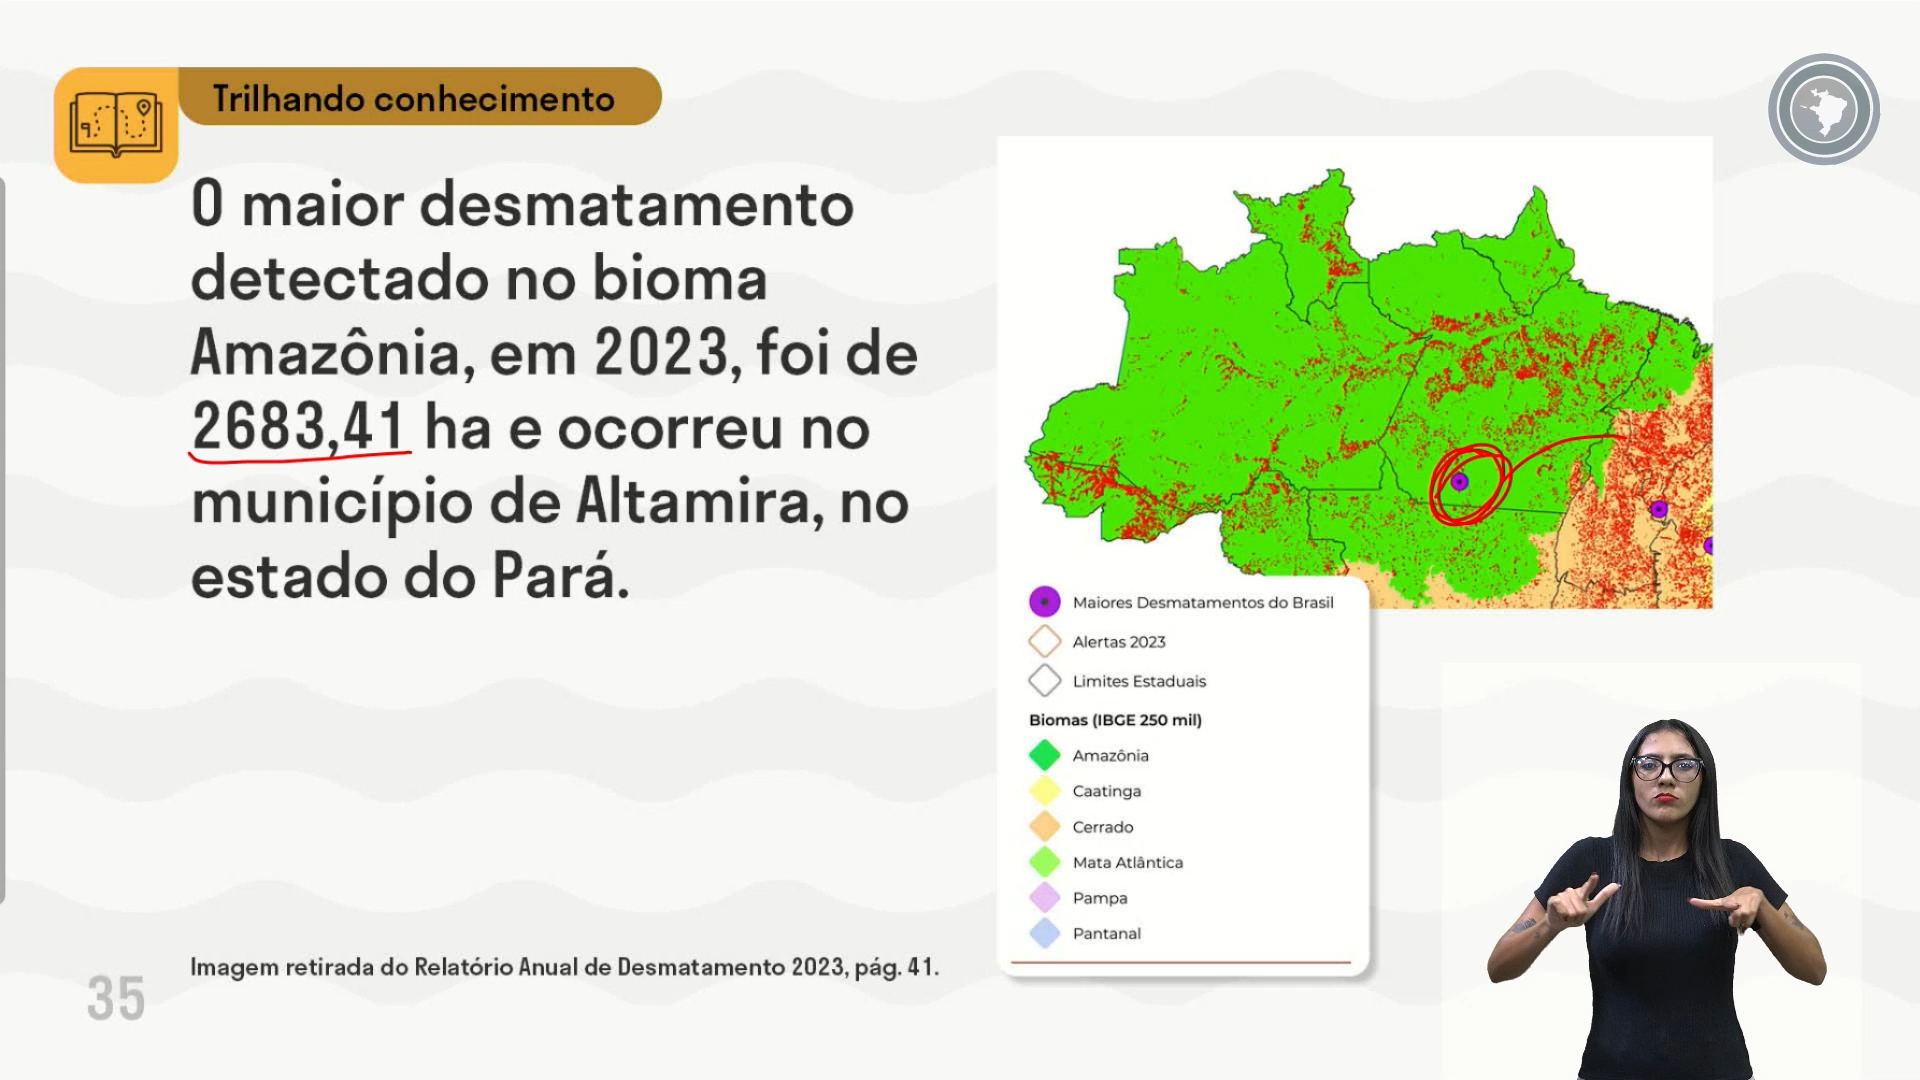 Trilhando conhecimento
O maior desmatamento
detectado no bioma
Amazônia, em 2023, foi de
2683,41 ha e ocorreu no
município de Altamira, no
estado do Pará.
Maiores Desmatamentos do Brasil
Alertas 2023
Limites Estaduais
Biomas (IBGE 250 mil)
Amazônia
Caatinga
Cerrado
Mata Atlântica
Pampa
Pantanal
Imagem retirada do Relatório Anual de Desmatamento 2023, pág. 41.
35